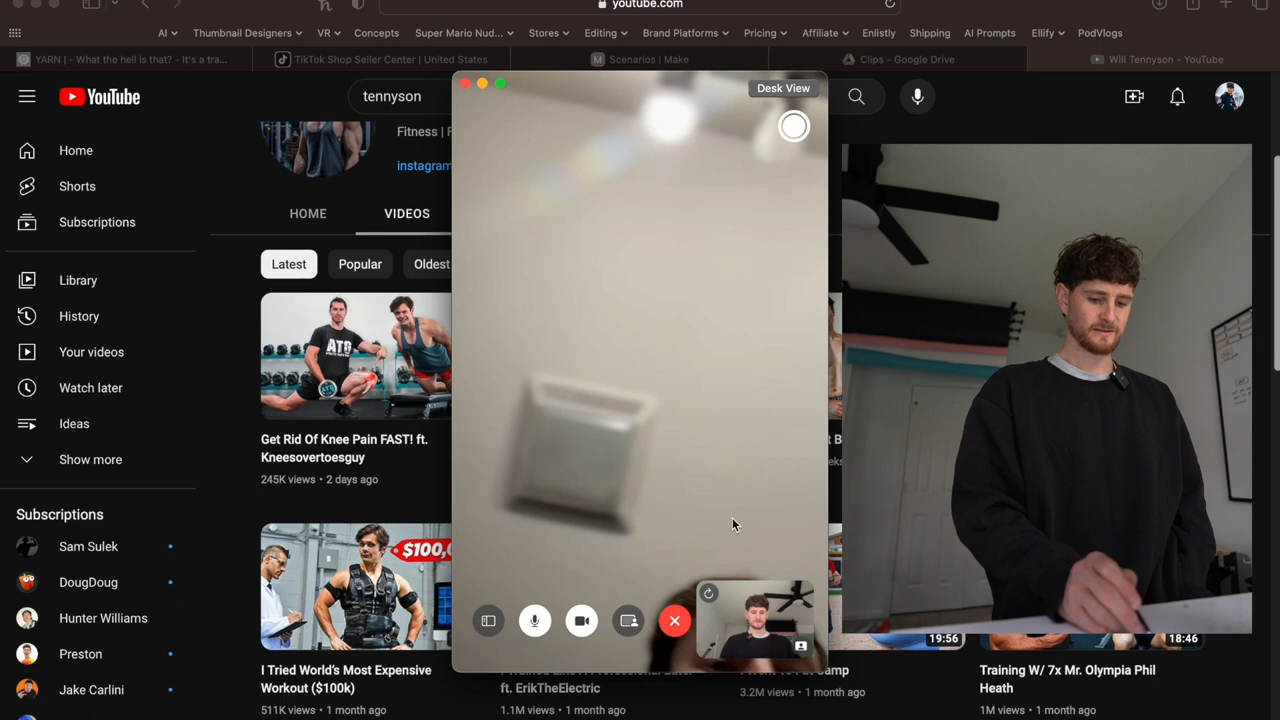 youtube.com
AI
Thumbnail Designers
VR
Concepts
Super Mario Nud...
Stores
Editing
Brand Platforms
Pricing
Affiliate
Enlistly
Shipping
AI Prompts
Ellify
PodVlogs
YARN | - What the hell is that? - It's a tra...
TikTok Shop Seller Center | United States
Scenarios | Make
Clips - Google Drive
Will Tennyson - YouTube
YouTube
tennyson
Desk View
Home
Shorts
Subscriptions
Library
History
Your videos
Watch later
Ideas
Show more
Subscriptions
Sam Sulek
DougDoug
Hunter Williams
Preston
Jake Carlini
Fitness |
instagram
HOME
VIDEOS
Latest
Popular
Oldest
ATG
Get Rid Of Knee Pain FAST! ft.
Kneesovertoesguy
245K views • 2 days ago
$100,0
I Tried World's Most Expensive
Workout ($100k)
511K views • 1 month ago
ft. ErikTheElectric
1.1M views • 1 month ago
19:56
3.2M views • 1 month ago
18:46
Training W/ 7x Mr. Olympia Phil
Heath
1M views • 1 month ago